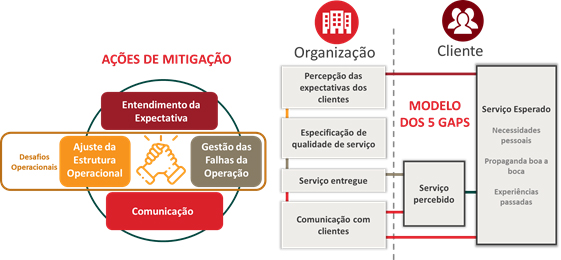 AÇÕES DE MITIGAÇÃO
Entendimento da
Expectativa
Desafios
Operacionais
Ajuste da
Estrutura
Operacional
Gestão das
Falhas da
Operação
Comunicação
Organização
Cliente
Percepção das
expectativas dos
clientes
Especificação de
qualidade de serviço
Serviço entregue
Comunicação com
clientes
MODELO
DOS 5 GAPS
Serviço
percebido
Serviço Esperado
Necessidades
pessoais
Propaganda boa a
boca
Experiências
passadas